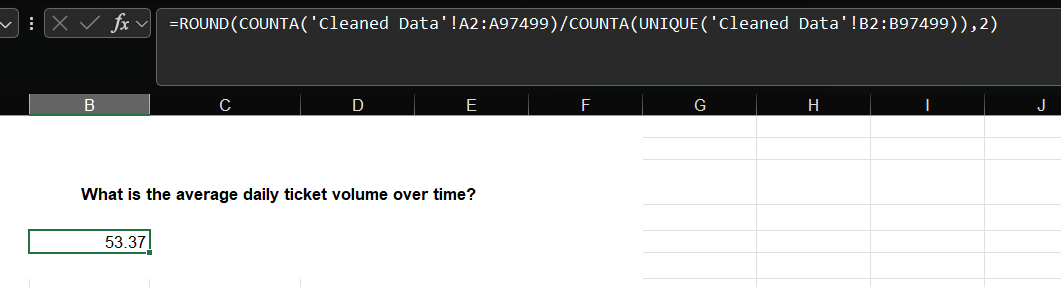 fx =ROUND(COUNTA('Cleaned Data'!A2:A97499)/COUNTA(UNIQUE('Cleaned Data'!B2:B97499)),2)
B C D E F G H I J
What is the average daily ticket volume over time?
53.37